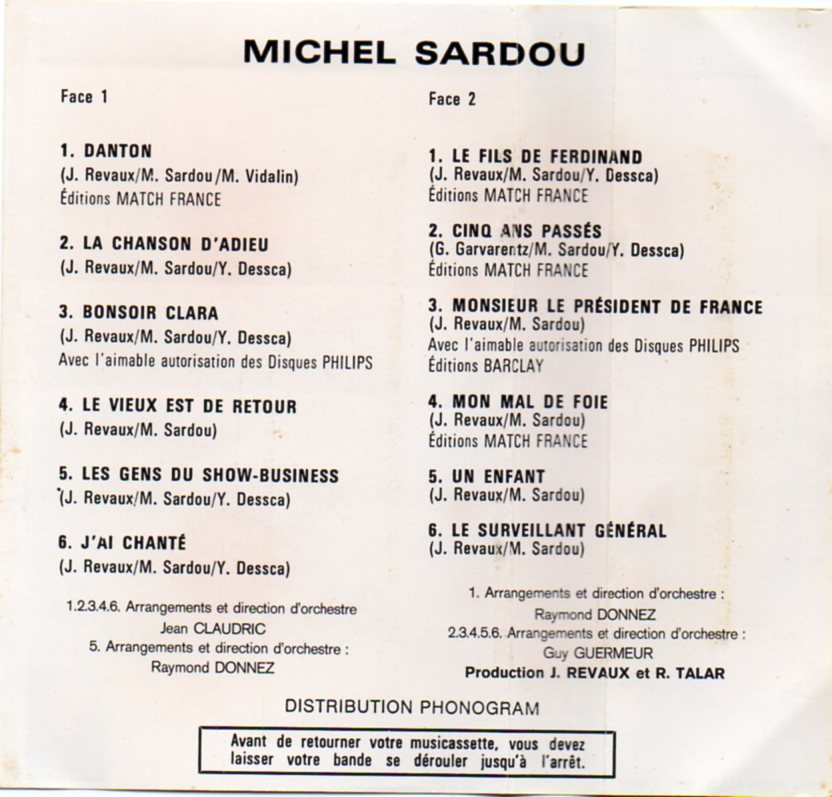 MICHEL SARDOU
Face 1
1. DANTON
(J. Revaux/M. Sardou/M. Vidalin)
Éditions MATCH FRANCE
2. LA CHANSON D'ADIEU
(J. Revaux/M. Sardou/Y. Dessca)
3. BONSOIR CLARA
(J. Revaux/M. Sardou/Y. Dessca)
Avec l'aimable autorisation des Disques PHILIPS
4. LE VIEUX EST DE RETOUR
(J. Revaux/M. Sardou)
5. LES GENS DU SHOW-BUSINESS
(J. Revaux/M. Sardou/Y. Dessca)
6. J'AI CHANTÉ
(J. Revaux/M. Sardou/Y. Dessca)
1.2.3.4.6. Arrangements et direction d'orchestre
Jean CLAUDRIC
5. Arrangements et direction d'orchestre :
Raymond DONNEZ
Face 2
1. LE FILS DE FERDINAND
(J. Revaux/M. Sardou/Y. Dessca)
Éditions MATCH FRANCE
2. CINQ ANS PASSÉS
(G. Garvarentz/M. Sardou/Y. Dessca)
Éditions MATCH FRANCE
3. MONSIEUR LE PRÉSIDENT DE FRANCE
(J. Revaux/M. Sardou)
Avec l'aimable autorisation des Disques PHILIPS
Éditions BARCLAY
4. MON MAL DE FOIE
(J. Revaux/M. Sardou)
Éditions MATCH FRANCE
5. UN ENFANT
(J. Revaux/M. Sardou)
6. LE SURVEILLANT GÉNÉRAL
(J. Revaux/M. Sardou)
1. Arrangements et direction d'orchestre :
Raymond DONNEZ
2.3.4.5.6. Arrangements et direction d'orchestre :
Guy GUERMEUR
Production J. REVAUX et R. TALAR
DISTRIBUTION PHONOGRAM
Avant de retourner votre musicassette, vous devez
laisser votre bande se dérouler jusqu'à l'arrêt.